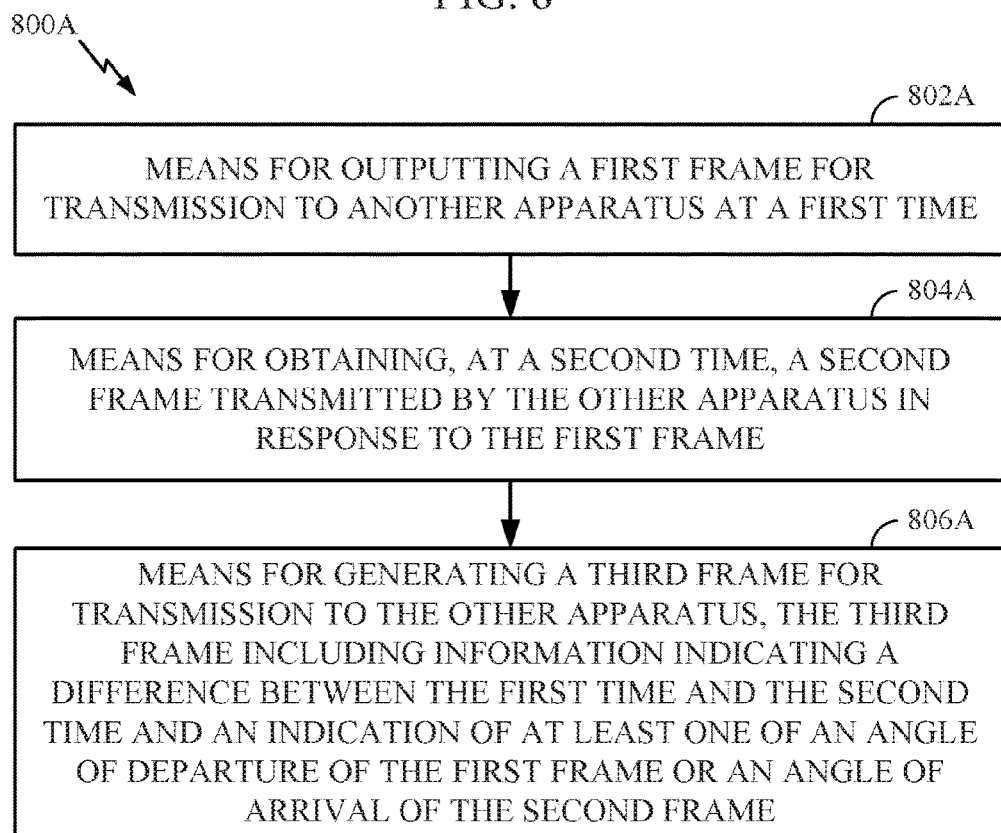 FIG. 8
800A
802A
MEANS FOR OUTPUTTING A FIRST FRAME FOR
TRANSMISSION TO ANOTHER APPARATUS AT A FIRST TIME
804A
MEANS FOR OBTAINING, AT A SECOND TIME, A SECOND
FRAME TRANSMITTED BY THE OTHER APPARATUS IN
RESPONSE TO THE FIRST FRAME
806A
MEANS FOR GENERATING A THIRD FRAME FOR
TRANSMISSION TO THE OTHER APPARATUS, THE THIRD
FRAME INCLUDING INFORMATION INDICATING A
DIFFERENCE BETWEEN THE FIRST TIME AND THE SECOND
TIME AND AN INDICATION OF AT LEAST ONE OF AN ANGLE
OF DEPARTURE OF THE FIRST FRAME OR AN ANGLE OF
ARRIVAL OF THE SECOND FRAME